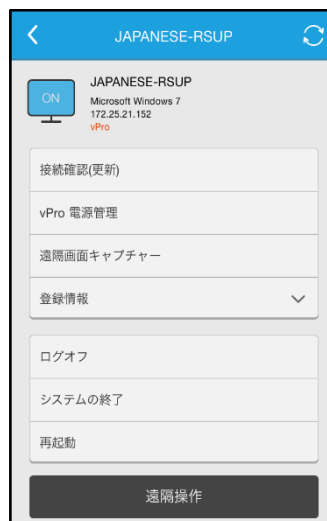 JAPANESE-RSUP
ON
JAPANESE-RSUP
Microsoft Windows 7
172.25.21.152
vPro
接続確認(更新)
vPro 電源管理
遠隔画面キャプチャー
登録情報
ログオフ
システムの終了
再起動
遠隔操作